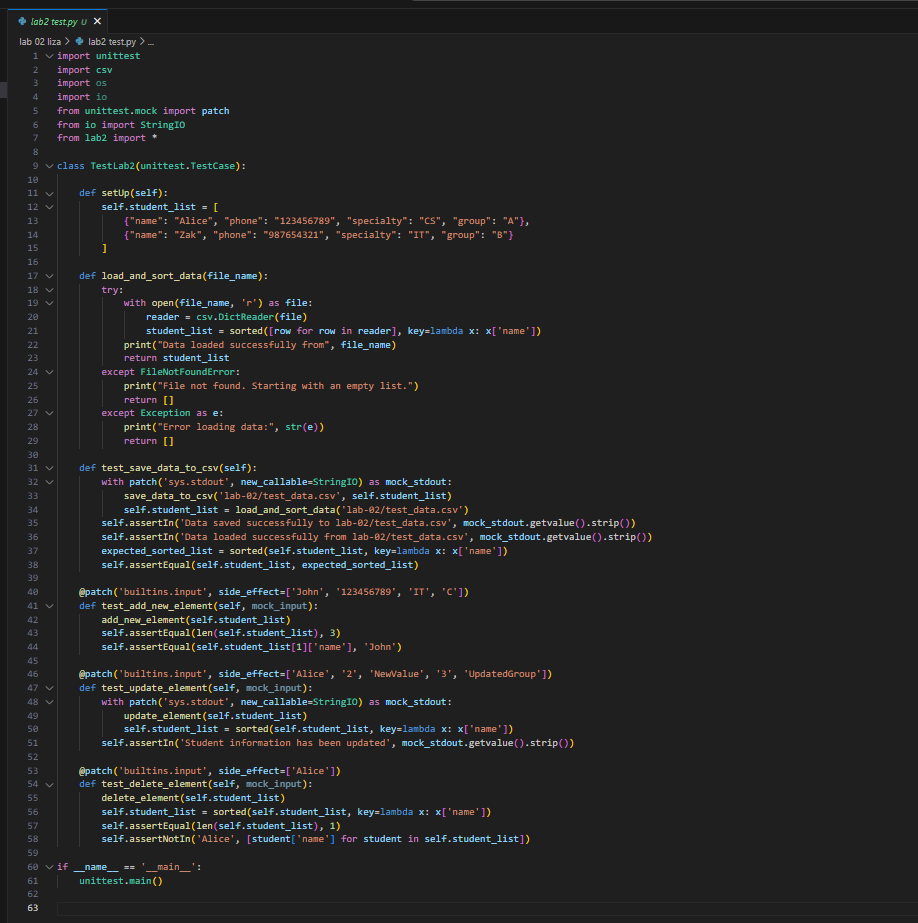 lab2 test.py U ×
lab 02 liza > lab2 test.py > ...
1 import unittest
2 import csv
3 import os
4 import io
5 from unittest.mock import patch
6 from io import StringIO
7 from lab2 import *
8
9 class TestLab2(unittest.TestCase):
10
11     def setUp(self):
12         self.student_list = [
13             {"name": "Alice", "phone": "123456789", "specialty": "CS", "group": "A"},
14             {"name": "Zak", "phone": "987654321", "specialty": "IT", "group": "B"}
15         ]
16
17     def load_and_sort_data(file_name):
18         try:
19             with open(file_name, 'r') as file:
20                 reader = csv.DictReader(file)
21                 student_list = sorted([row for row in reader], key=lambda x: x['name'])
22             print("Data loaded successfully from", file_name)
23             return student_list
24         except FileNotFoundError:
25             print("File not found. Starting with an empty list.")
26             return []
27         except Exception as e:
28             print("Error loading data:", str(e))
29             return []
30
31     def test_save_data_to_csv(self):
32         with patch('sys.stdout', new_callable=StringIO) as mock_stdout:
33             save_data_to_csv('lab-02/test_data.csv', self.student_list)
34             self.student_list = load_and_sort_data('lab-02/test_data.csv')
35         self.assertIn('Data saved successfully to lab-02/test_data.csv', mock_stdout.getvalue().strip())
36         self.assertIn('Data loaded successfully from lab-02/test_data.csv', mock_stdout.getvalue().strip())
37         expected_sorted_list = sorted(self.student_list, key=lambda x: x['name'])
38         self.assertEqual(self.student_list, expected_sorted_list)
39
40     @patch('builtins.input', side_effect=['John', '123456789', 'IT', 'C'])
41     def test_add_new_element(self, mock_input):
42         add_new_element(self.student_list)
43         self.assertEqual(len(self.student_list), 3)
44         self.assertEqual(self.student_list[1]['name'], 'John')
45
46     @patch('builtins.input', side_effect=['Alice', '2', 'NewValue', '3', 'UpdatedGroup'])
47     def test_update_element(self, mock_input):
48         with patch('sys.stdout', new_callable=StringIO) as mock_stdout:
49             update_element(self.student_list)
50             self.student_list = sorted(self.student_list, key=lambda x: x['name'])
51         self.assertIn('Student information has been updated', mock_stdout.getvalue().strip())
52
53     @patch('builtins.input', side_effect=['Alice'])
54     def test_delete_element(self, mock_input):
55         delete_element(self.student_list)
56         self.student_list = sorted(self.student_list, key=lambda x: x['name'])
57         self.assertEqual(len(self.student_list), 1)
58         self.assertNotIn('Alice', [student['name'] for student in self.student_list])
59
60 if __name__ == '__main__':
61     unittest.main()
62
63